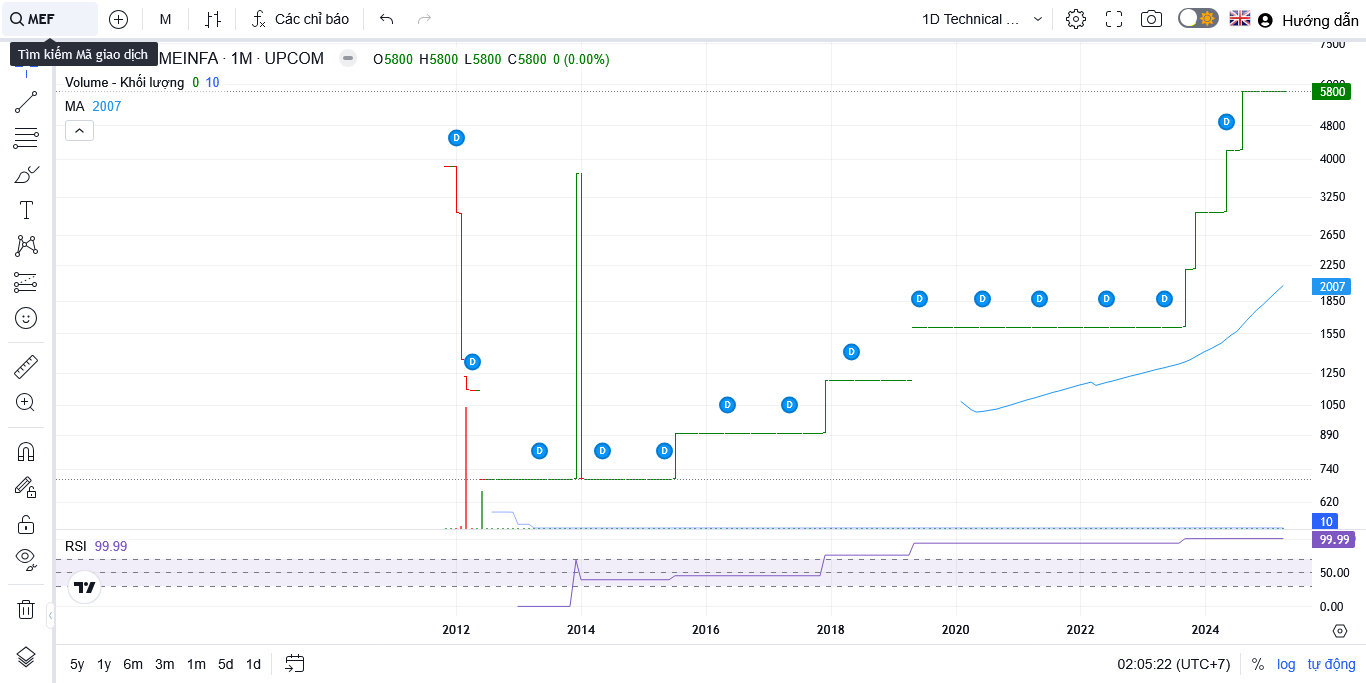 MEF
M
Các chỉ báo
1D Technical ...
Hướng dẫn
Tìm kiếm Mã giao dịch
MEINFA · 1M · UPCOM
O5800 H5800 L5800 C5800 0 (0.00%)
Volume - Khối lượng 0 10
MA 2007
7500
5800
4800
4000
3250
2650
2250
2007
1850
1550
1250
1050
890
740
620
10
D
D
D
D
D
D
D
D
D
D
D
D
D
D
RSI 99.99
99.99
50.00
0.00
2012 2014 2016 2018 2020 2022 2024
5y 1y 6m 3m 1m 5d 1d
02:05:22 (UTC+7)
% log tự động